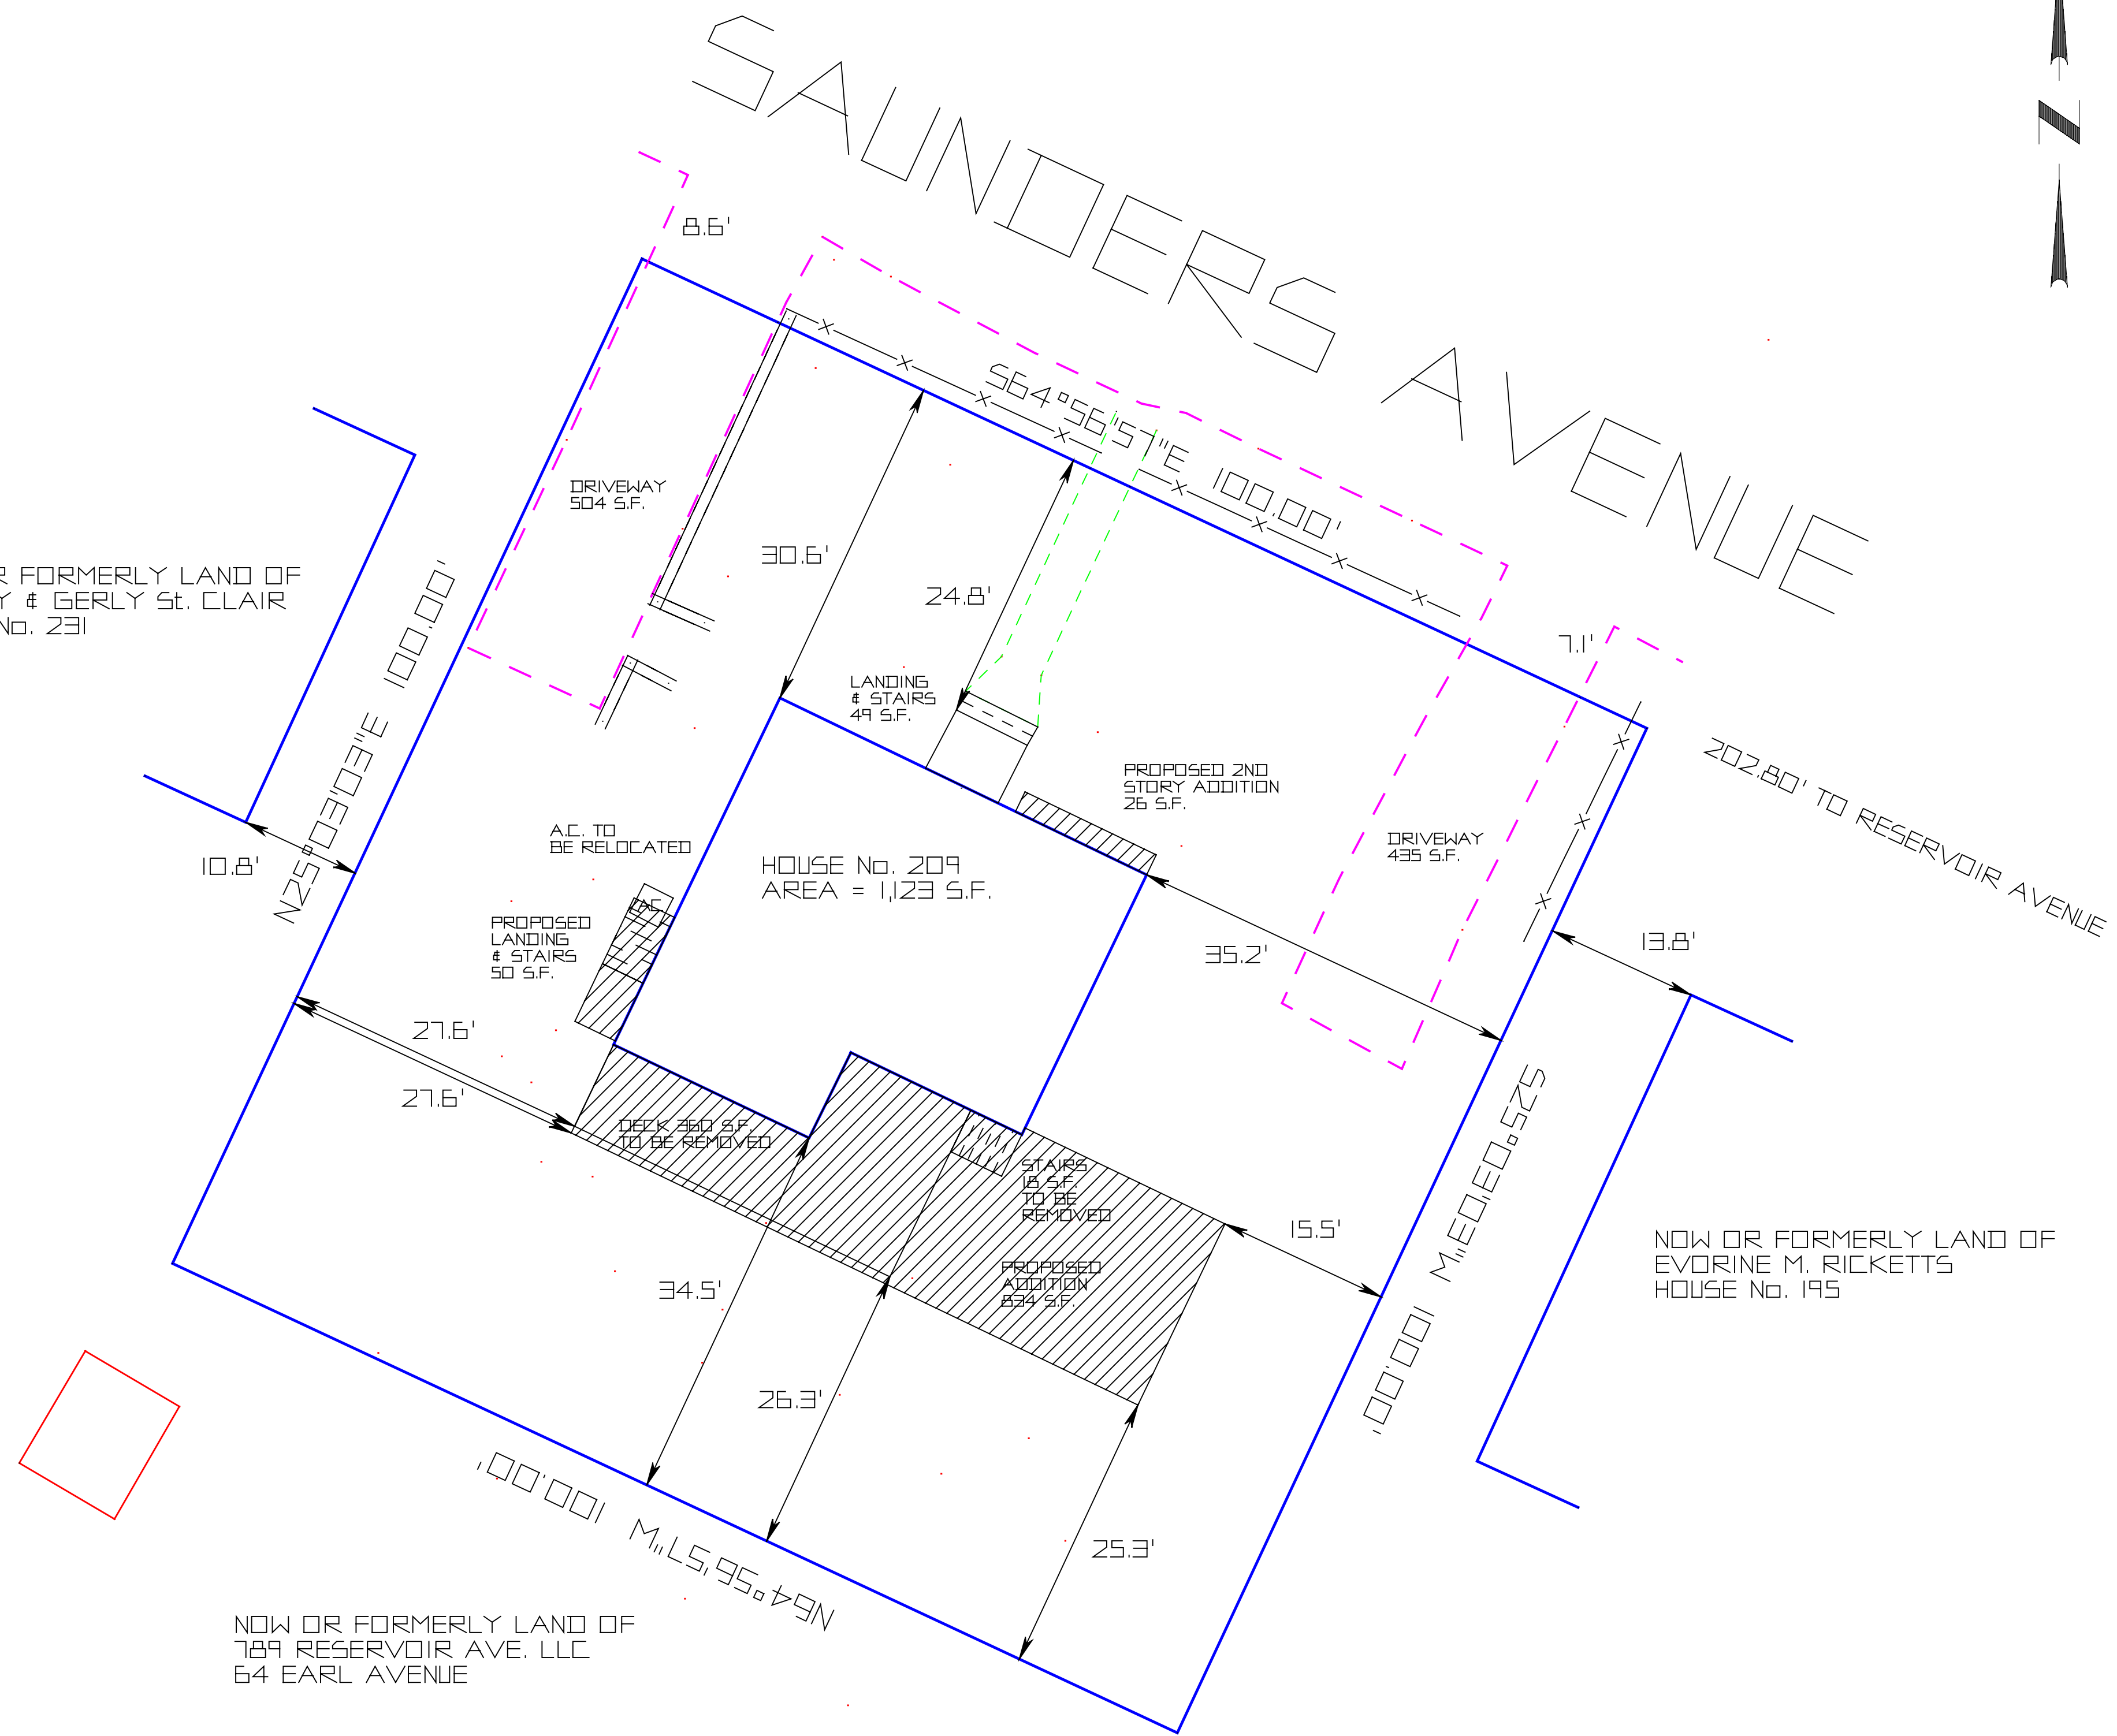 SAUNDERS AVENUE
N
8.6'
S64°56'57"E 100.00'
DRIVEWAY
504 S.F.
30.6'
24.8'
FORMERLY LAND OF
& GERLY St. CLAIR
No. 231
N25°03'03"E 100.00'
7.1'
LANDING
& STAIRS
49 S.F.
202.80' TO RESERVOIR AVENUE
PROPOSED 2ND
STORY ADDITION
26 S.F.
A.C. TO
BE RELOCATED
DRIVEWAY
435 S.F.
10.8'
HOUSE No. 209
AREA = 1,123 S.F.
AC
PROPOSED
LANDING
& STAIRS
50 S.F.
35.2'
13.8'
27.6'
27.6'
DECK 360 S.F.
TO BE REMOVED
STAIRS
18 S.F.
TO BE
REMOVED
S25°03'03"W 100.00'
15.5'
NOW OR FORMERLY LAND OF
EVORINE M. RICKETTS
HOUSE No. 195
PROPOSED
ADDITION
834 S.F.
34.5'
26.3'
25.3'
N64°56'57"W 100.00'
NOW OR FORMERLY LAND OF
789 RESERVOIR AVE. LLC
64 EARL AVENUE